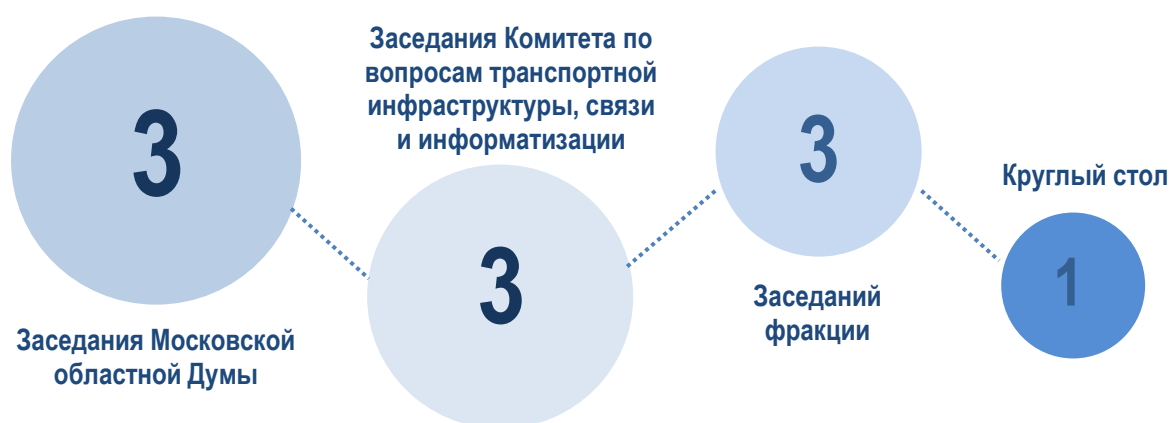 3
Заседания Московской
областной Думы
Заседания Комитета по
вопросам транспортной
инфраструктуры, связи
и информатизации
3
3
Заседаний
фракции
Круглый стол
1